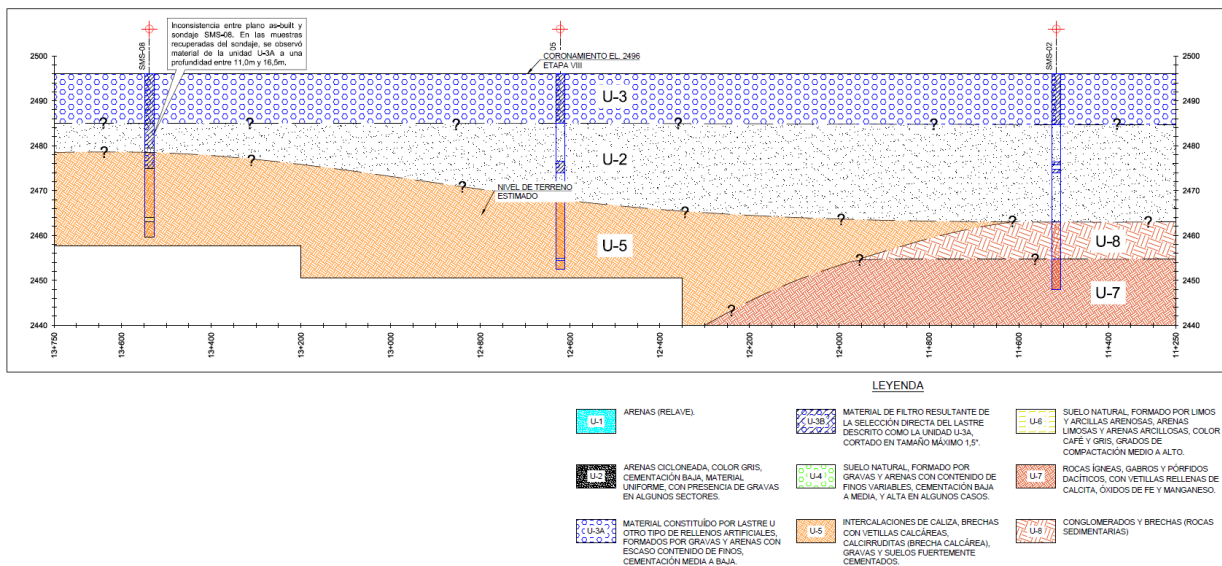 Inconsistencia entre plano as-built y
sondaje SMS-08. En las muestras
recuperadas del sondaje, se observó
material de la unidad U-3A a una
profundidad entre 11,0m y 16,5m.
SMS-08
05
SMS-02
CORONAMIENTO EL. 2496
ETAPA VIII
2500
2490
2480
2470
2460
2450
2440
2500
2490
2480
2470
2460
2450
2440
U-3
? ? ? ? ? ?
U-2
? ? ? ? ? ? ?
NIVEL DE TERRENO
ESTIMADO
U-5
U-8
? ? ?
U-7
13+750
13+600
13+400
13+200
13+000
12+800
12+600
12+400
12+200
12+000
11+800
11+600
11+400
11+250
LEYENDA
U-1
ARENAS (RELAVE).
U-2
ARENAS CICLONEADA, COLOR GRIS,
CEMENTACIÓN BAJA, MATERIAL
UNIFORME, CON PRESENCIA DE GRAVAS
EN ALGUNOS SECTORES.
U-3A
MATERIAL CONSTITUÍDO POR LASTRE U
OTRO TIPO DE RELLENOS ARTIFICIALES,
FORMADOS POR GRAVAS Y ARENAS CON
ESCASO CONTENIDO DE FINOS,
CEMENTACIÓN MEDIA A BAJA.
U-3B
MATERIAL DE FILTRO RESULTANTE DE
LA SELECCIÓN DIRECTA DEL LASTRE
DESCRITO COMO LA UNIDAD U-3A,
CORTADO EN TAMAÑO MÁXIMO 1,5".
U-4
SUELO NATURAL, FORMADO POR
GRAVAS Y ARENAS CON CONTENIDO DE
FINOS VARIABLES, CEMENTACIÓN BAJA
A MEDIA, Y ALTA EN ALGUNOS CASOS.
U-5
INTERCALACIONES DE CALIZA, BRECHAS
CON VETILLAS CALCÁREAS,
CALCIRRUDITAS (BRECHA CALCÁREA),
GRAVAS Y SUELOS FUERTEMENTE
CEMENTADOS.
U-6
SUELO NATURAL, FORMADO POR LIMOS
Y ARCILLAS ARENOSAS, ARENAS
LIMOSAS Y ARENAS ARCILLOSAS, COLOR
CAFÉ Y GRIS, GRADOS DE
COMPACTACIÓN MEDIO A ALTO.
U-7
ROCAS ÍGNEAS, GABROS Y PÓRFIDOS
DACÍTICOS, CON VETILLAS RELLENAS DE
CALCITA, ÓXIDOS DE FE Y MANGANESO.
U-8
CONGLOMERADOS Y BRECHAS (ROCAS
SEDIMENTARIAS)